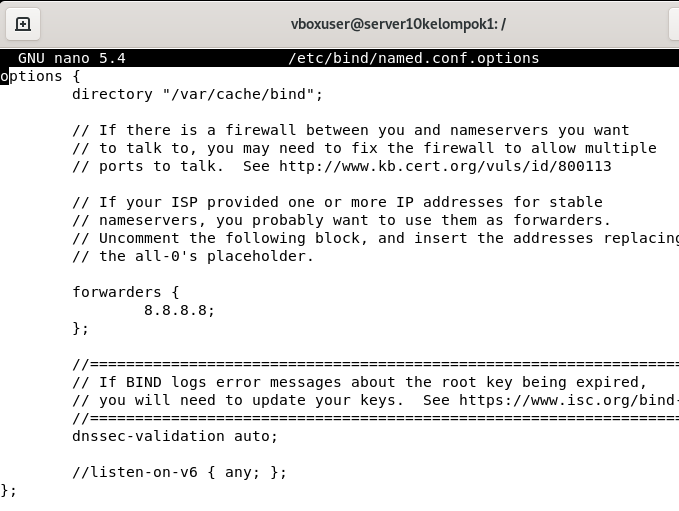 vboxuser@server10kelompok1: /
GNU nano 5.4 /etc/bind/named.conf.options
options {
directory "/var/cache/bind";
// If there is a firewall between you and nameservers you want
// to talk to, you may need to fix the firewall to allow multiple
// ports to talk.  See http://www.kb.cert.org/vuls/id/800113
// If your ISP provided one or more IP addresses for stable
// nameservers, you probably want to use them as forwarders.
// Uncomment the following block, and insert the addresses replacing
// the all-0's placeholder.
forwarders {
8.8.8.8;
};
//==================================================================
// If BIND logs error messages about the root key being expired,
// you will need to update your keys.  See https://www.isc.org/bind-
//==================================================================
dnssec-validation auto;
//listen-on-v6 { any; };
};